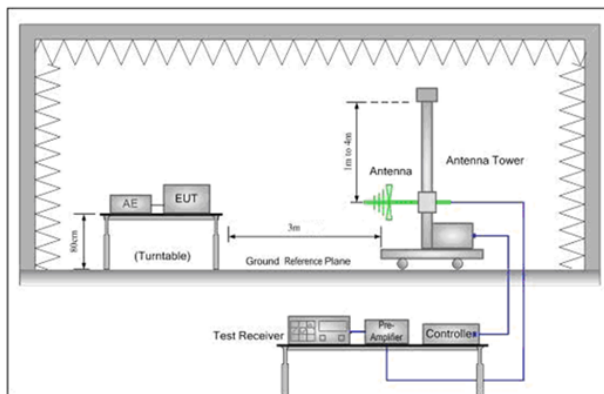 1m to 4m
Antenna
Antenna Tower
AE
EUT
80cm
(Turntable)
3m
Ground Reference Plane
Test Receiver
Pre-
Amplifier
Controller